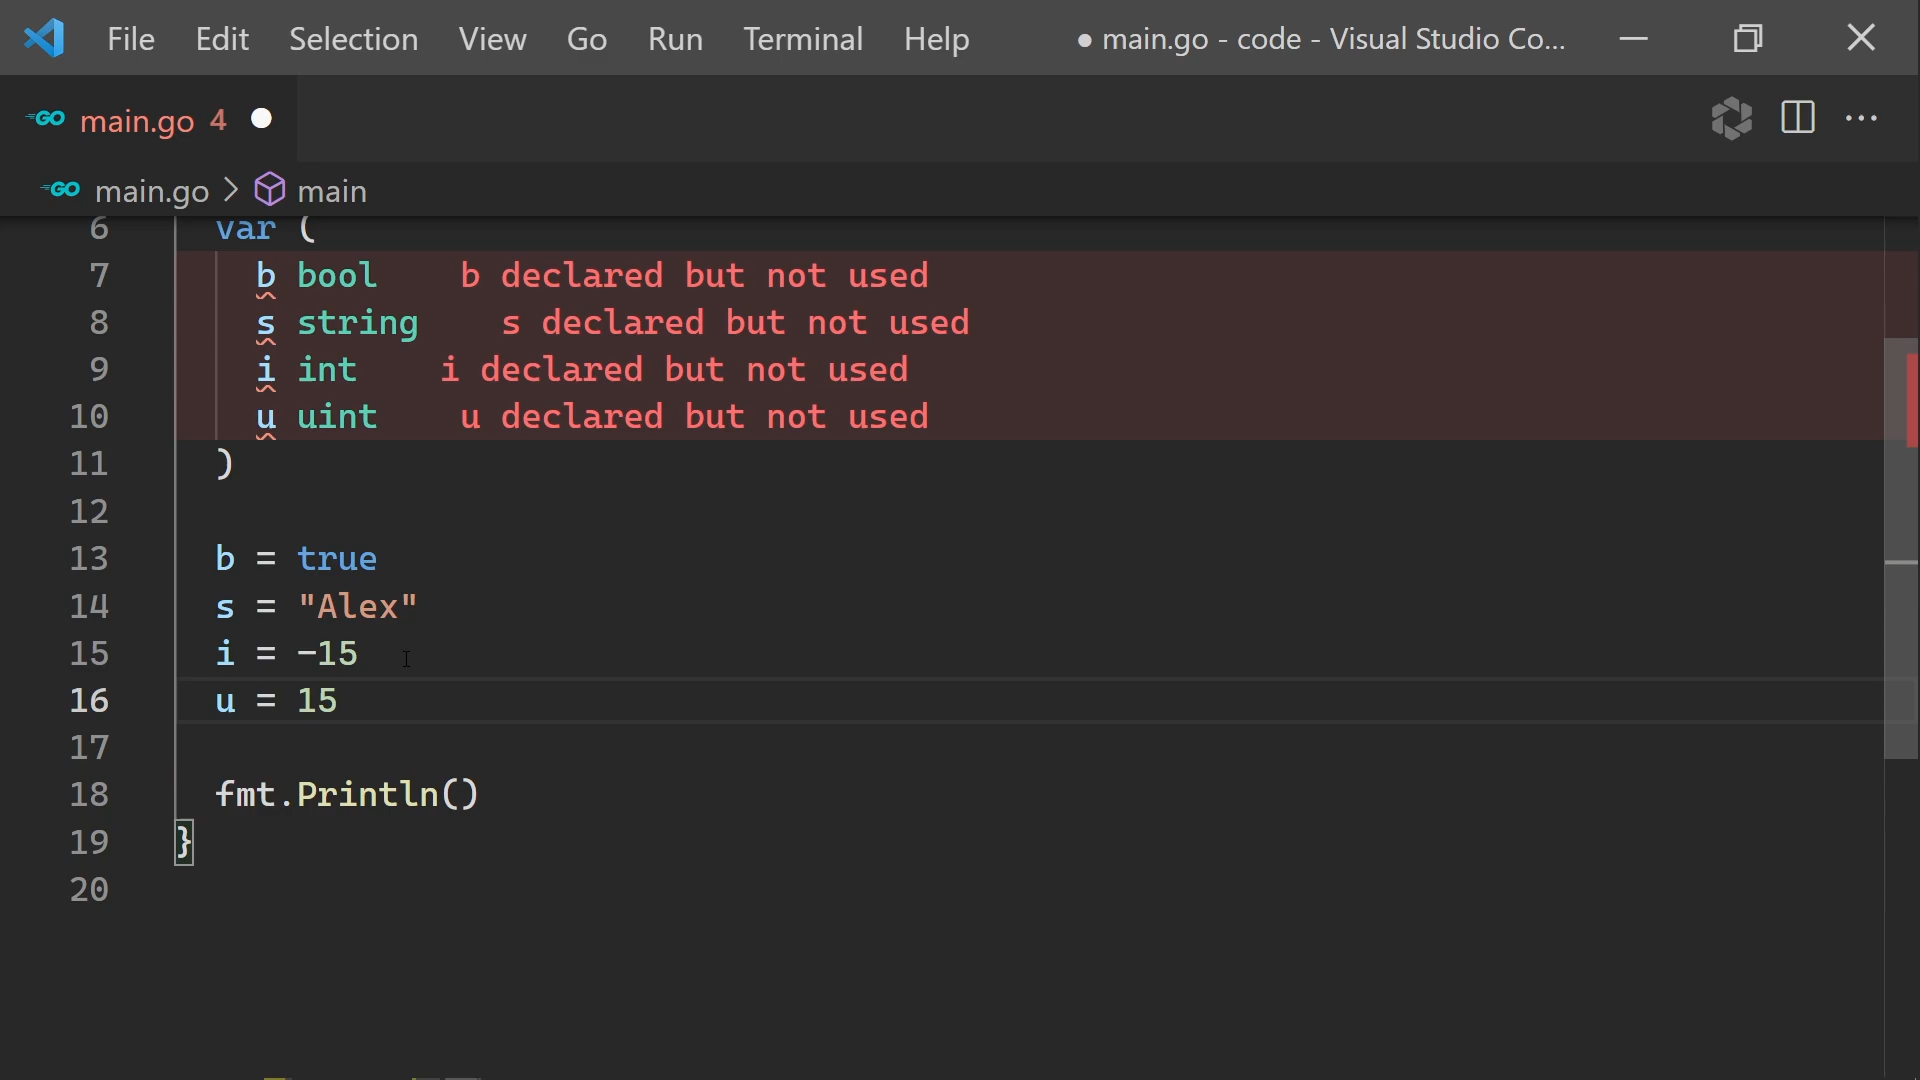 File Edit Selection View Go Run Terminal Help ● main.go - code - Visual Studio Co...
GO main.go 4
GO main.go > main
6 var (
7 b bool b declared but not used
8 s string s declared but not used
9 i int i declared but not used
10 u uint u declared but not used
11 )
12
13 b = true
14 s = "Alex"
15 i = -15
16 u = 15
17
18 fmt.Println()
19 }
20